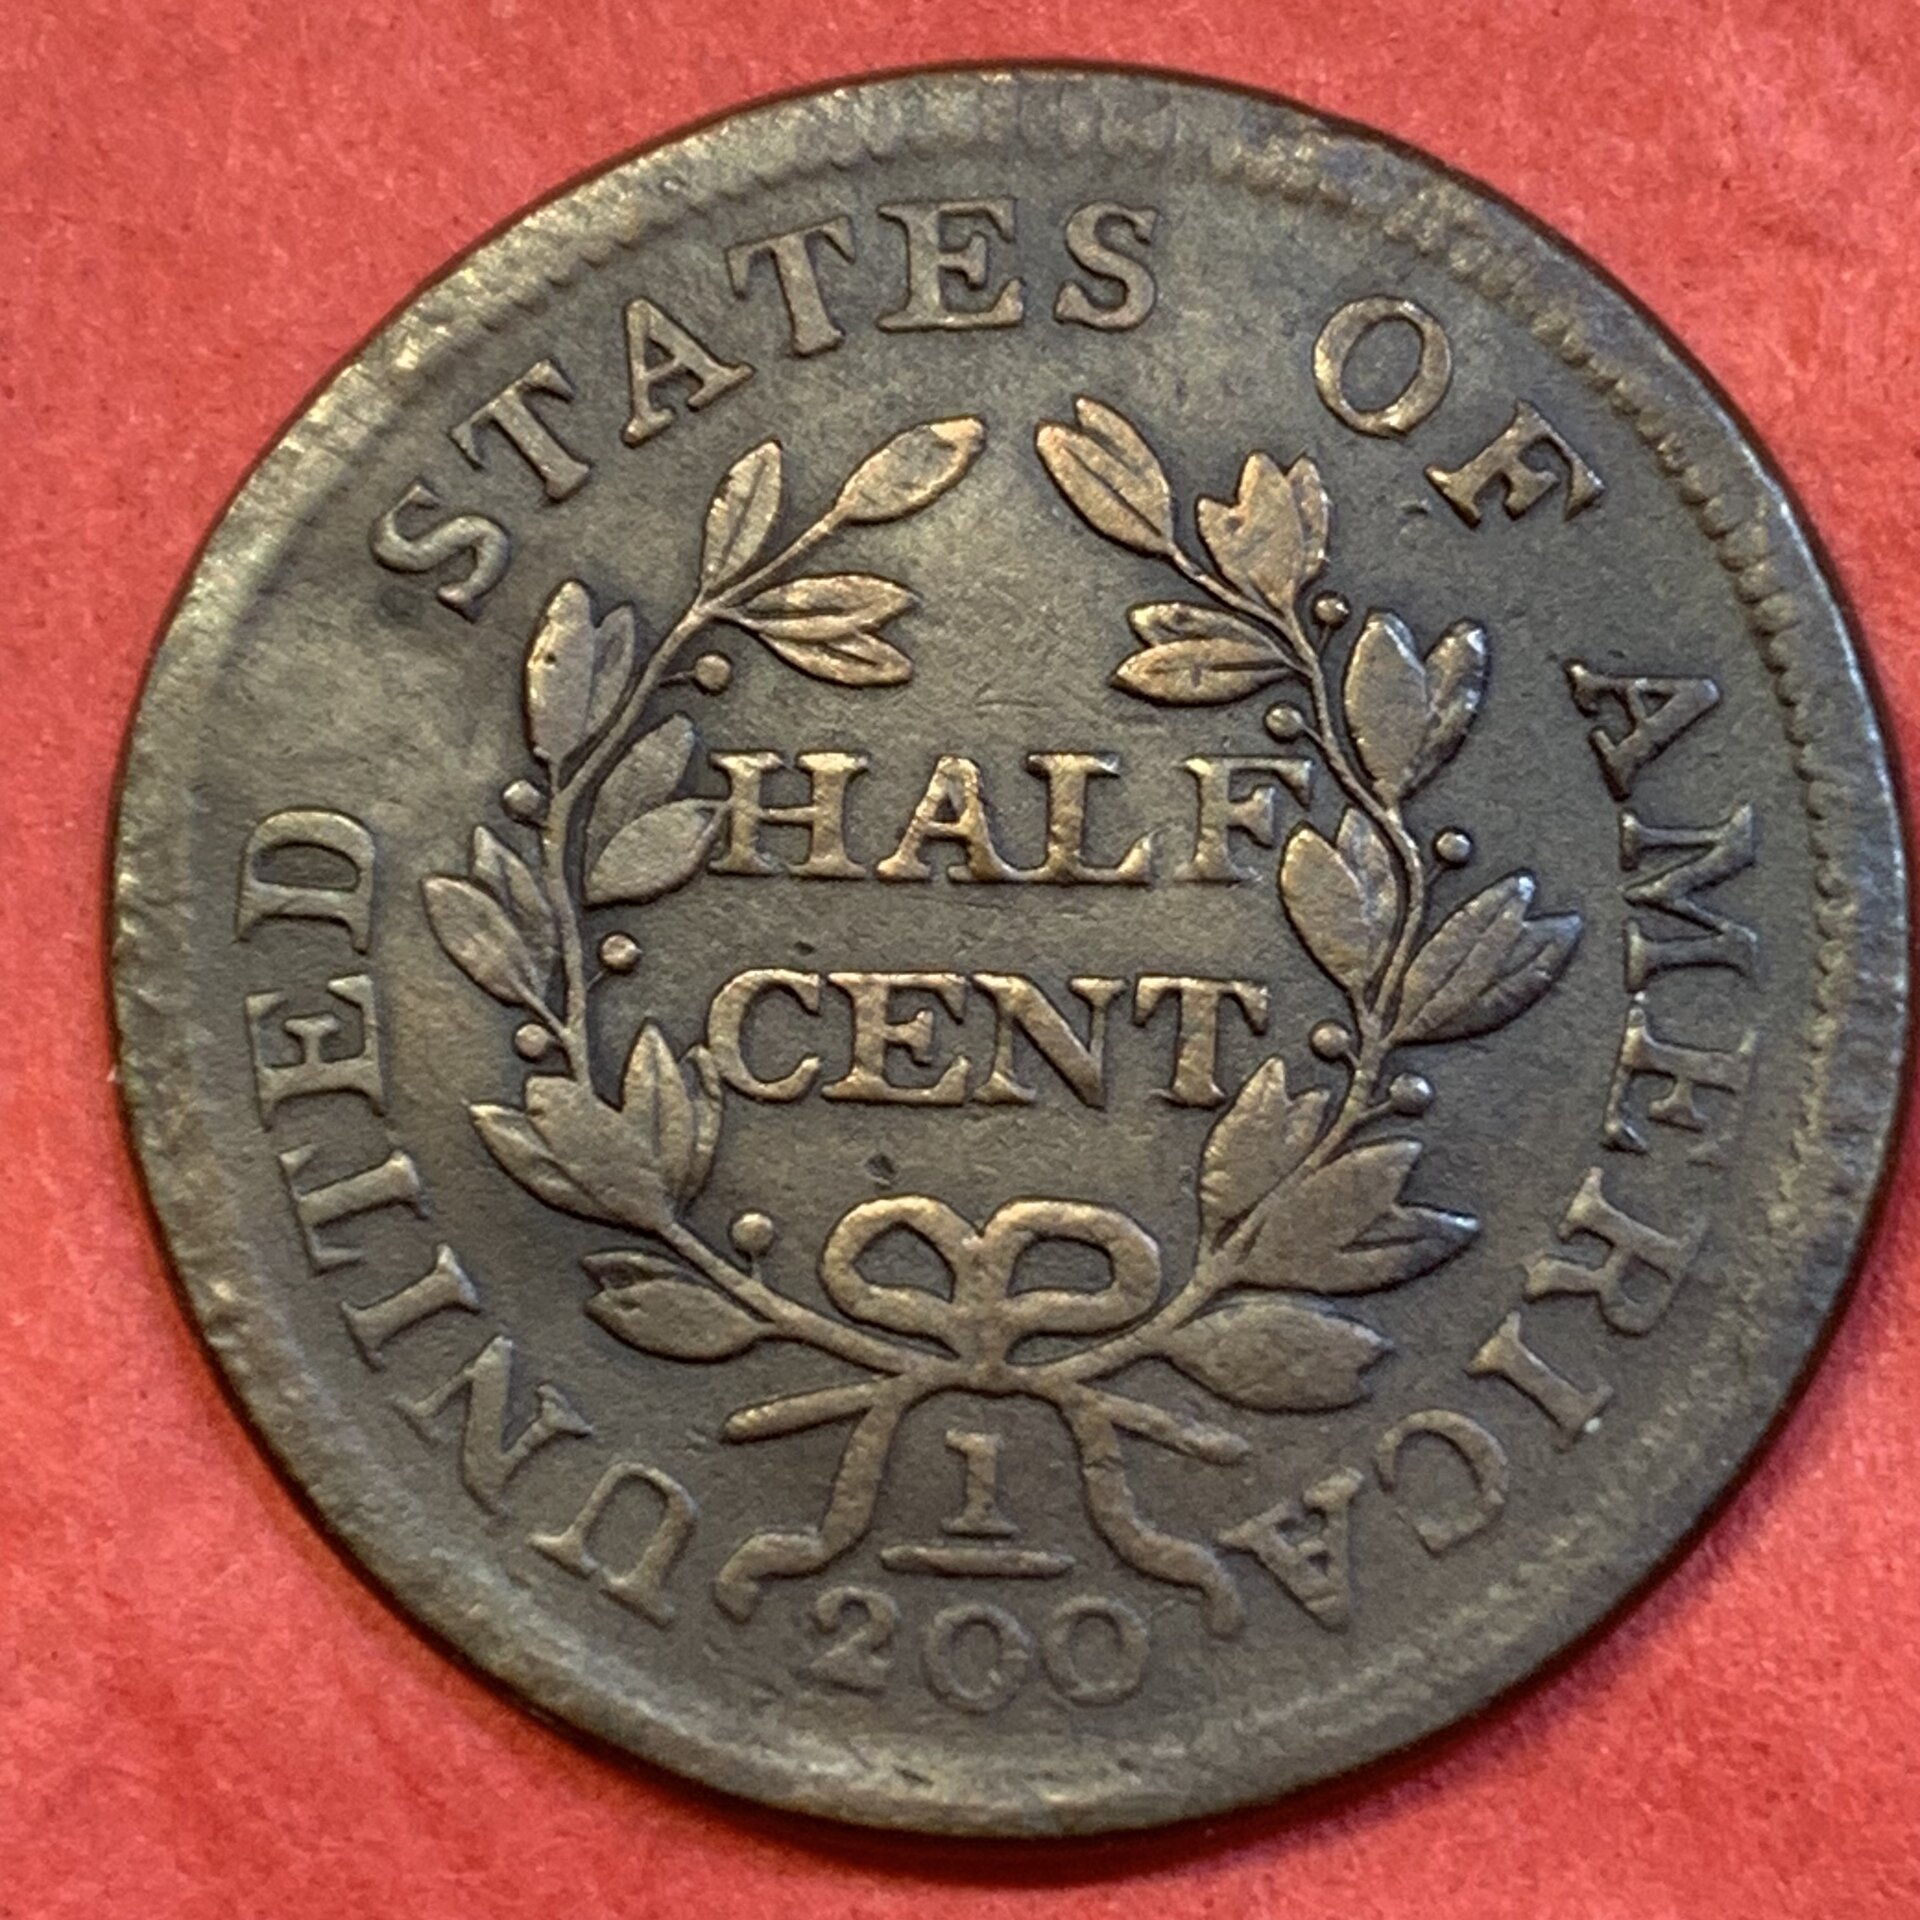 UNITED STATES OF AMERICA
HALF
CENT
1
200